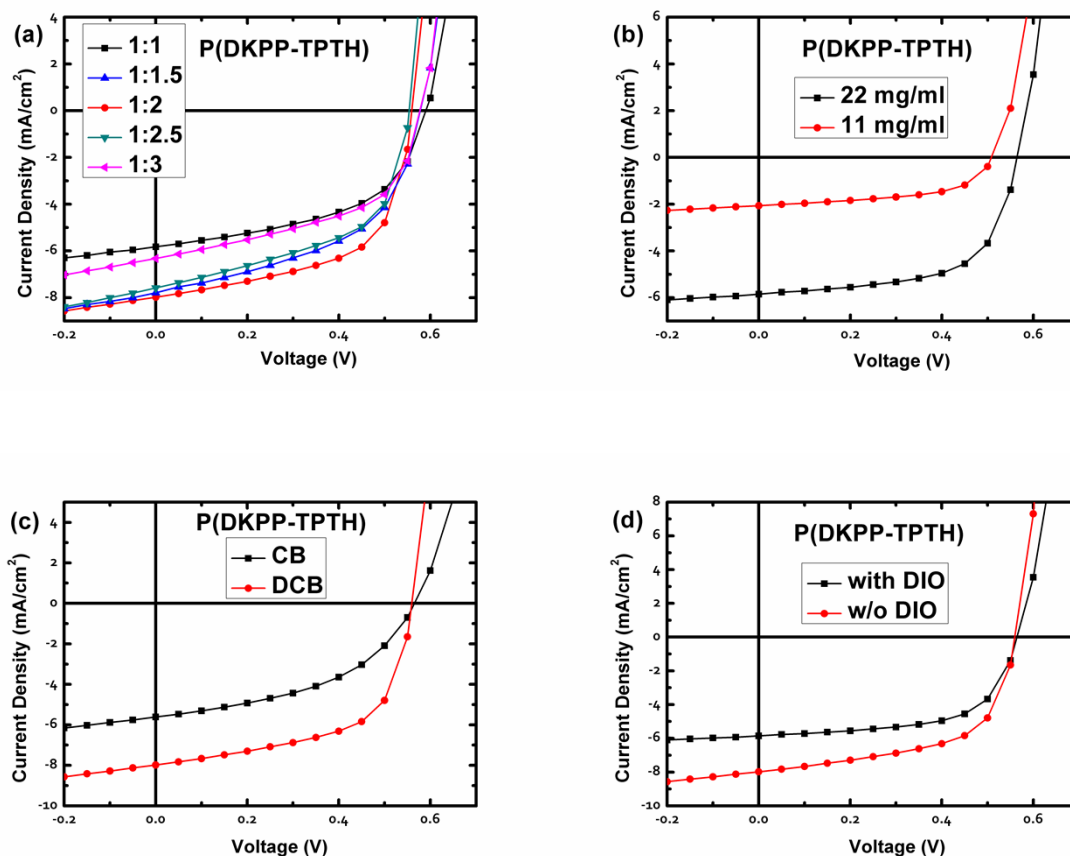 (a)
P(DKPP-TPTH)
1:1
1:1.5
1:2
1:2.5
1:3
Current Density (mA/cm²)
4
2
0
-2
-4
-6
-8
-0.2 0.0 0.2 0.4 0.6
Voltage (V)
(b)
P(DKPP-TPTH)
22 mg/ml
11 mg/ml
Current Density (mA/cm²)
6
4
2
0
-2
-4
-6
-0.2 0.0 0.2 0.4 0.6
Voltage (V)
(c)
P(DKPP-TPTH)
CB
DCB
Current Density (mA/cm²)
4
2
0
-2
-4
-6
-8
-10
-0.2 0.0 0.2 0.4 0.6
Voltage (V)
(d)
P(DKPP-TPTH)
with DIO
w/o DIO
Current Density (mA/cm²)
8
6
4
2
0
-2
-4
-6
-8
-10
-0.2 0.0 0.2 0.4 0.6
Voltage (V)